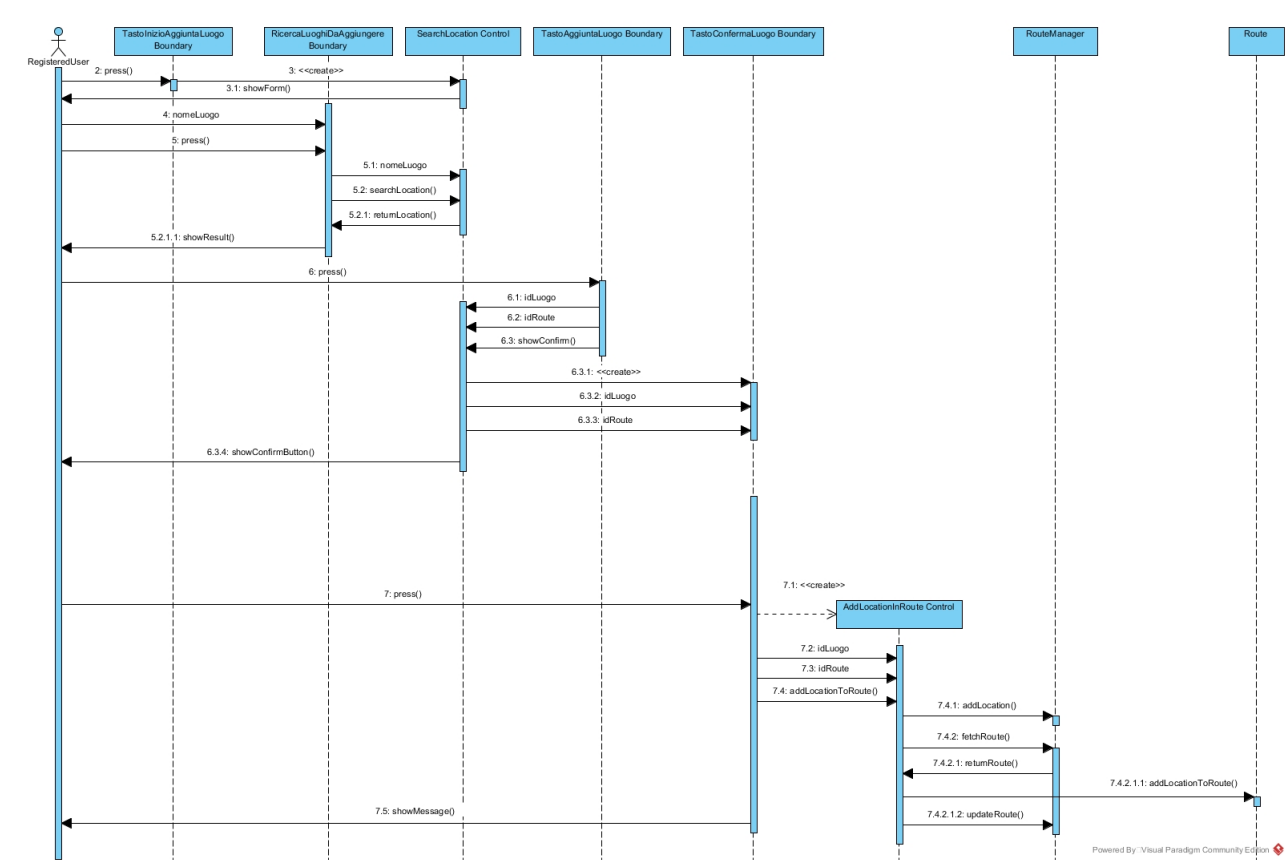 TastoInizioAggiuntaLuogo
Boundary
RicercaLuoghiDaAggiungere
Boundary
SearchLocation Control
TastoAggiuntaLuogo Boundary
TastoConfermaLuogo Boundary
RouteManager
Route
RegisteredUser
2: press()
3: <<create>>
3.1: showForm()
4: nomeLuogo
5: press()
5.1: nomeLuogo
5.2: searchLocation()
5.2.1: returnLocation()
5.2.1.1: showResult()
6: press()
6.1: idLuogo
6.2: idRoute
6.3: showConfirm()
6.3.1: <<create>>
6.3.2: idLuogo
6.3.3: idRoute
6.3.4: showConfirmButton()
7.1: <<create>>
7: press()
AddLocationInRoute Control
7.2: idLuogo
7.3: idRoute
7.4: addLocationToRoute()
7.4.1: addLocation()
7.4.2: fetchRoute()
7.4.2.1: returnRoute()
7.4.2.1.1: addLocationToRoute()
7.5: showMessage()
7.4.2.1.2: updateRoute()
Powered By Visual Paradigm Community Edition